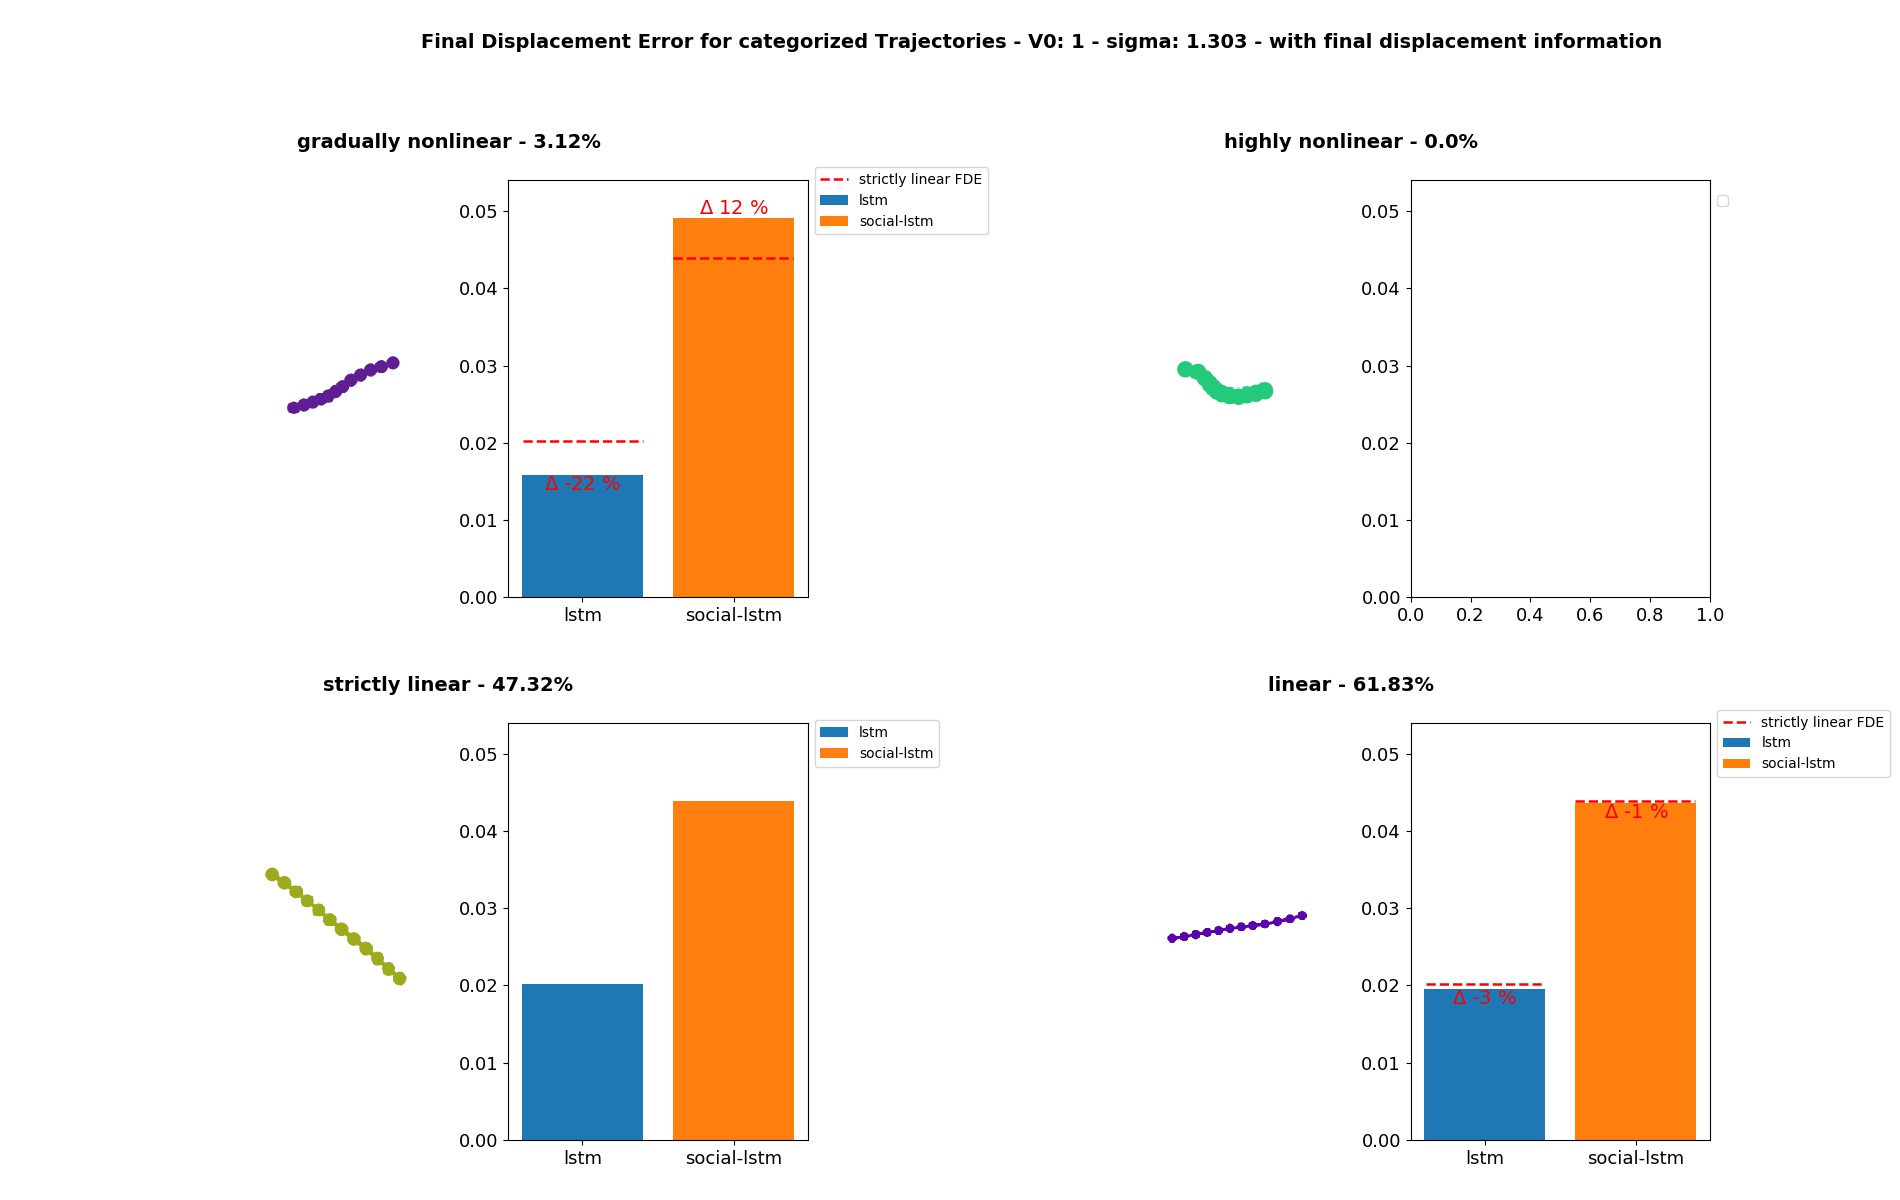 Final Displacement Error for categorized Trajectories - V0: 1 - sigma: 1.303 - with final displacement information
gradually nonlinear - 3.12%
0.05
0.04
0.03
0.02
0.01
0.00
Δ 12 %
Δ -22 %
lstm
social-lstm
strictly linear FDE
lstm
social-lstm
highly nonlinear - 0.0%
0.05
0.04
0.03
0.02
0.01
0.00
0.0
0.2
0.4
0.6
0.8
1.0
strictly linear - 47.32%
0.05
0.04
0.03
0.02
0.01
0.00
lstm
social-lstm
lstm
social-lstm
linear - 61.83%
0.05
0.04
0.03
0.02
0.01
0.00
Δ -1 %
Δ -3 %
lstm
social-lstm
strictly linear FDE
lstm
social-lstm